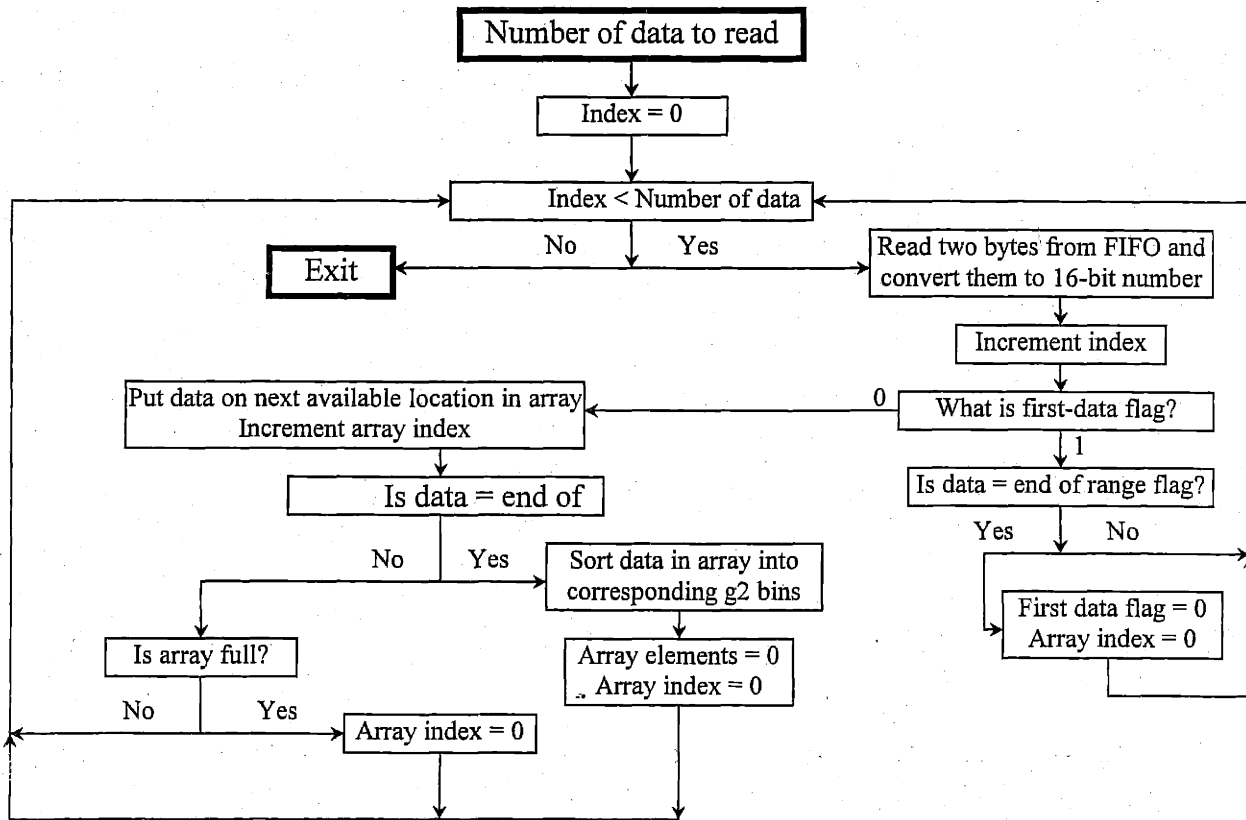 Number of data to read
Index = 0
Index < Number of data
No
Yes
Exit
Read two bytes from FIFO and
convert them to 16-bit number
Increment index
What is first-data flag?
0
1
Put data on next available location in array
Increment array index
Is data = end of
Is data = end of range flag?
Yes
No
No
Yes
Sort data in array into
corresponding g2 bins
First data flag = 0
Array index = 0
Is array full?
Array elements = 0
Array index = 0
No
Yes
Array index = 0